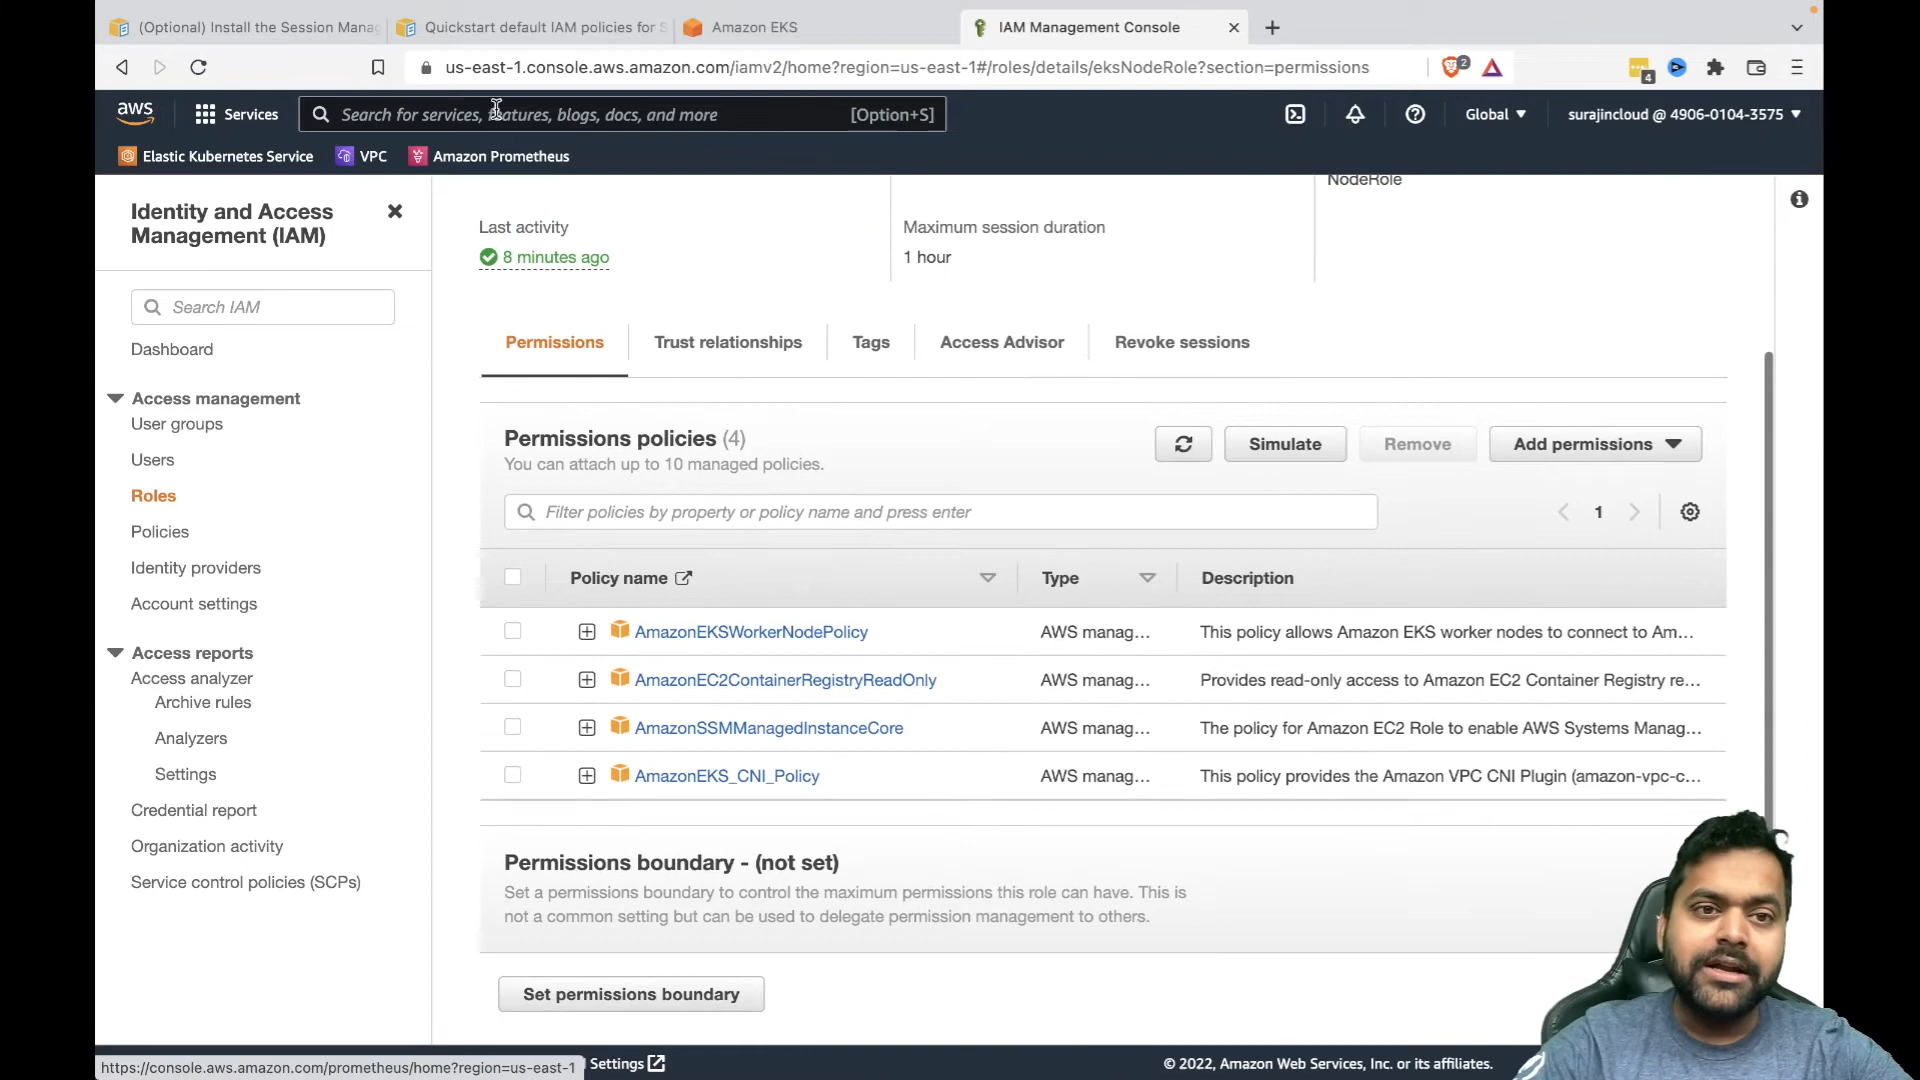 (Optional) Install the Session Manag
Quickstart default IAM policies for S
Amazon EKS
IAM Management Console
us-east-1.console.aws.amazon.com/iamv2/home?region=us-east-1#/roles/details/eksNodeRole?section=permissions
2
4
aws
Services
Search for services, features, blogs, docs, and more
[Option+S]
Global
surajincloud @ 4906-0104-3575
Elastic Kubernetes Service
VPC
Amazon Prometheus
Identity and Access
Management (IAM)
Search IAM
Dashboard
Access management
User groups
Users
Roles
Policies
Identity providers
Account settings
Access reports
Access analyzer
Archive rules
Analyzers
Settings
Credential report
Organization activity
Service control policies (SCPs)
NodeRole
Last activity
8 minutes ago
Maximum session duration
1 hour
Permissions
Trust relationships
Tags
Access Advisor
Revoke sessions
Permissions policies (4)
You can attach up to 10 managed policies.
Simulate
Remove
Add permissions
Filter policies by property or policy name and press enter
1
Policy name
Type
Description
AmazonEKSWorkerNodePolicy
AWS manag...
This policy allows Amazon EKS worker nodes to connect to Am...
AmazonEC2ContainerRegistryReadOnly
AWS manag...
Provides read-only access to Amazon EC2 Container Registry re...
AmazonSSMManagedInstanceCore
AWS manag...
The policy for Amazon EC2 Role to enable AWS Systems Manag...
AmazonEKS_CNI_Policy
AWS manag...
This policy provides the Amazon VPC CNI Plugin (amazon-vpc-c...
Permissions boundary - (not set)
Set a permissions boundary to control the maximum permissions this role can have. This is
not a common setting but can be used to delegate permission management to others.
Set permissions boundary
https://console.aws.amazon.com/prometheus/home?region=us-east-1
Settings
© 2022, Amazon Web Services, Inc. or its affiliates.